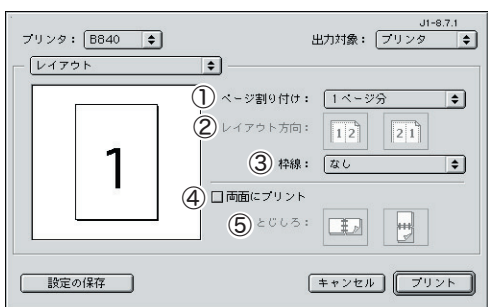 J1-8.7.1
プリンタ： B840 出力対象： プリンタ
レイアウト
① ページ割り付け： 1 ページ分
② レイアウト方向： 1 2 2 1
1
③ 枠線： なし
④ 両面にプリント
⑤ とじしろ：
設定の保存 キャンセル プリント